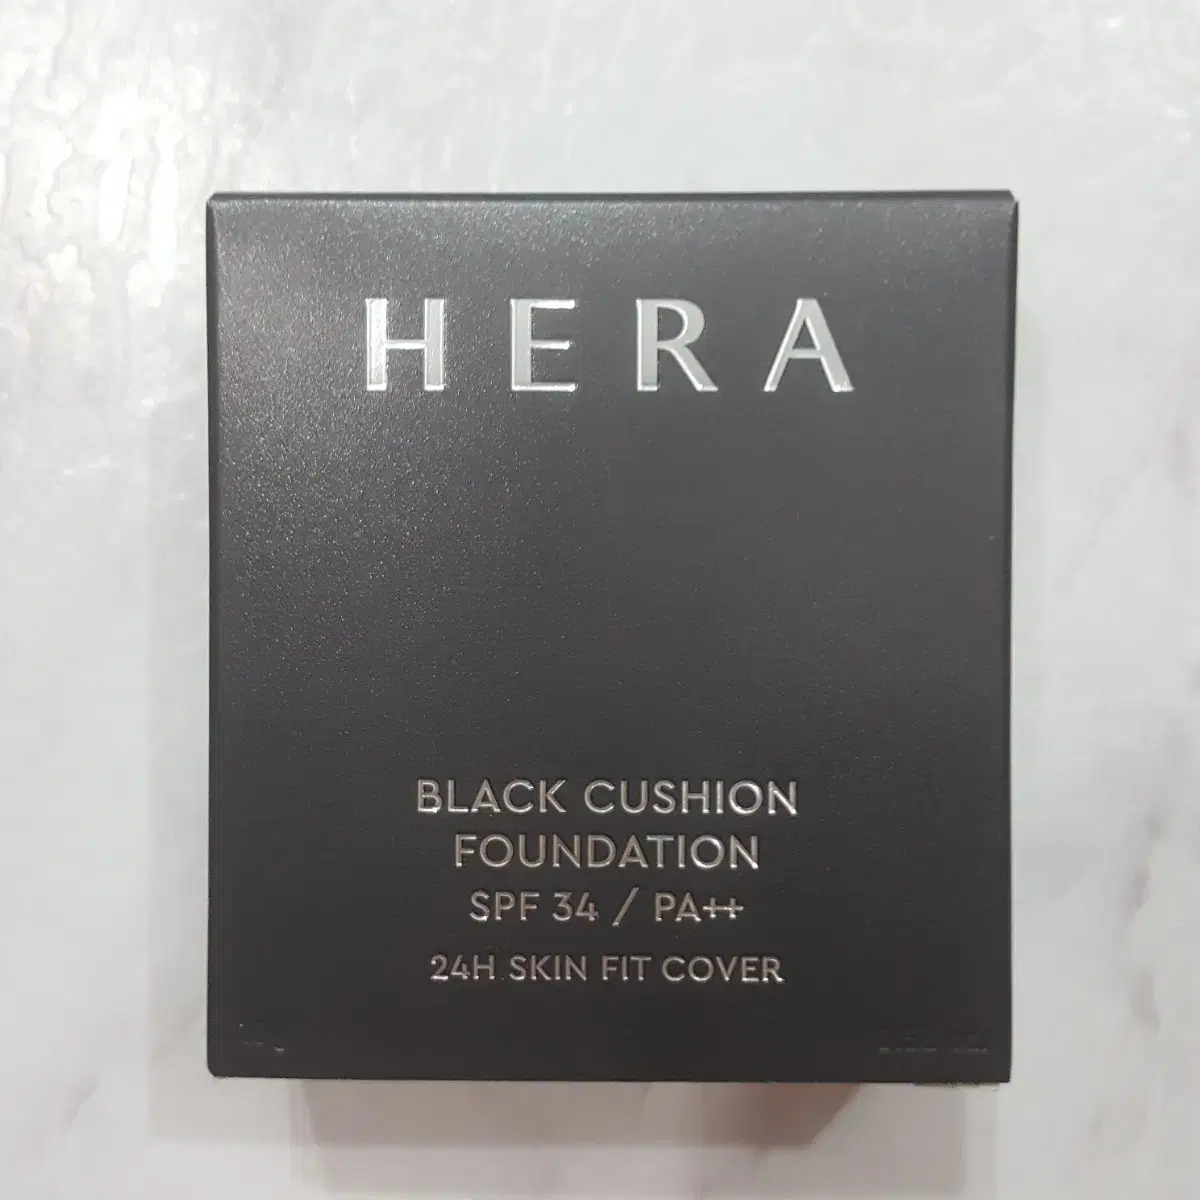 HERA
BLACK CUSHION
FOUNDATION
SPF 34 / PA++
24H SKIN FIT COVER